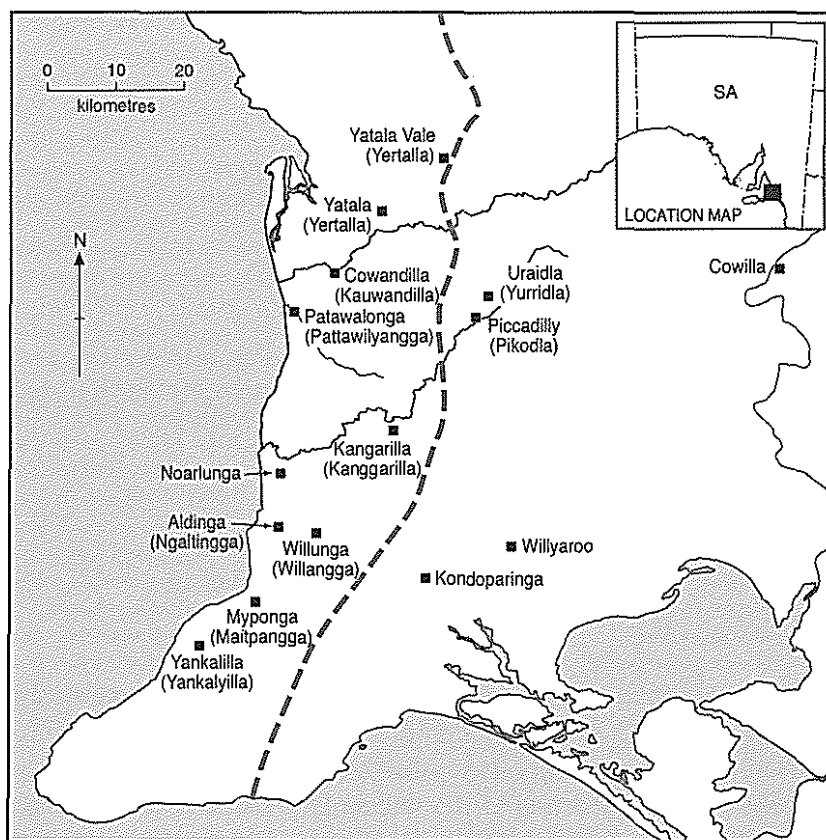 0 10 20
kilometres
SA
LOCATION MAP
N
Yatala Vale
(Yertalla)
Yatala
(Yertalla)
Cowandilla
(Kauwandilla)
Uraidla
(Yurridla)
Cowilla
Patawalonga
(Pattawilyangga)
Piccadilly
(Pikodla)
Kangarilla
(Kanggarilla)
Noarlunga
Aldinga
(Ngaltingga)
Willunga
(Willangga)
Willyaroo
Kondoparinga
Myponga
(Maitpangga)
Yankalilla
(Yankalyilla)